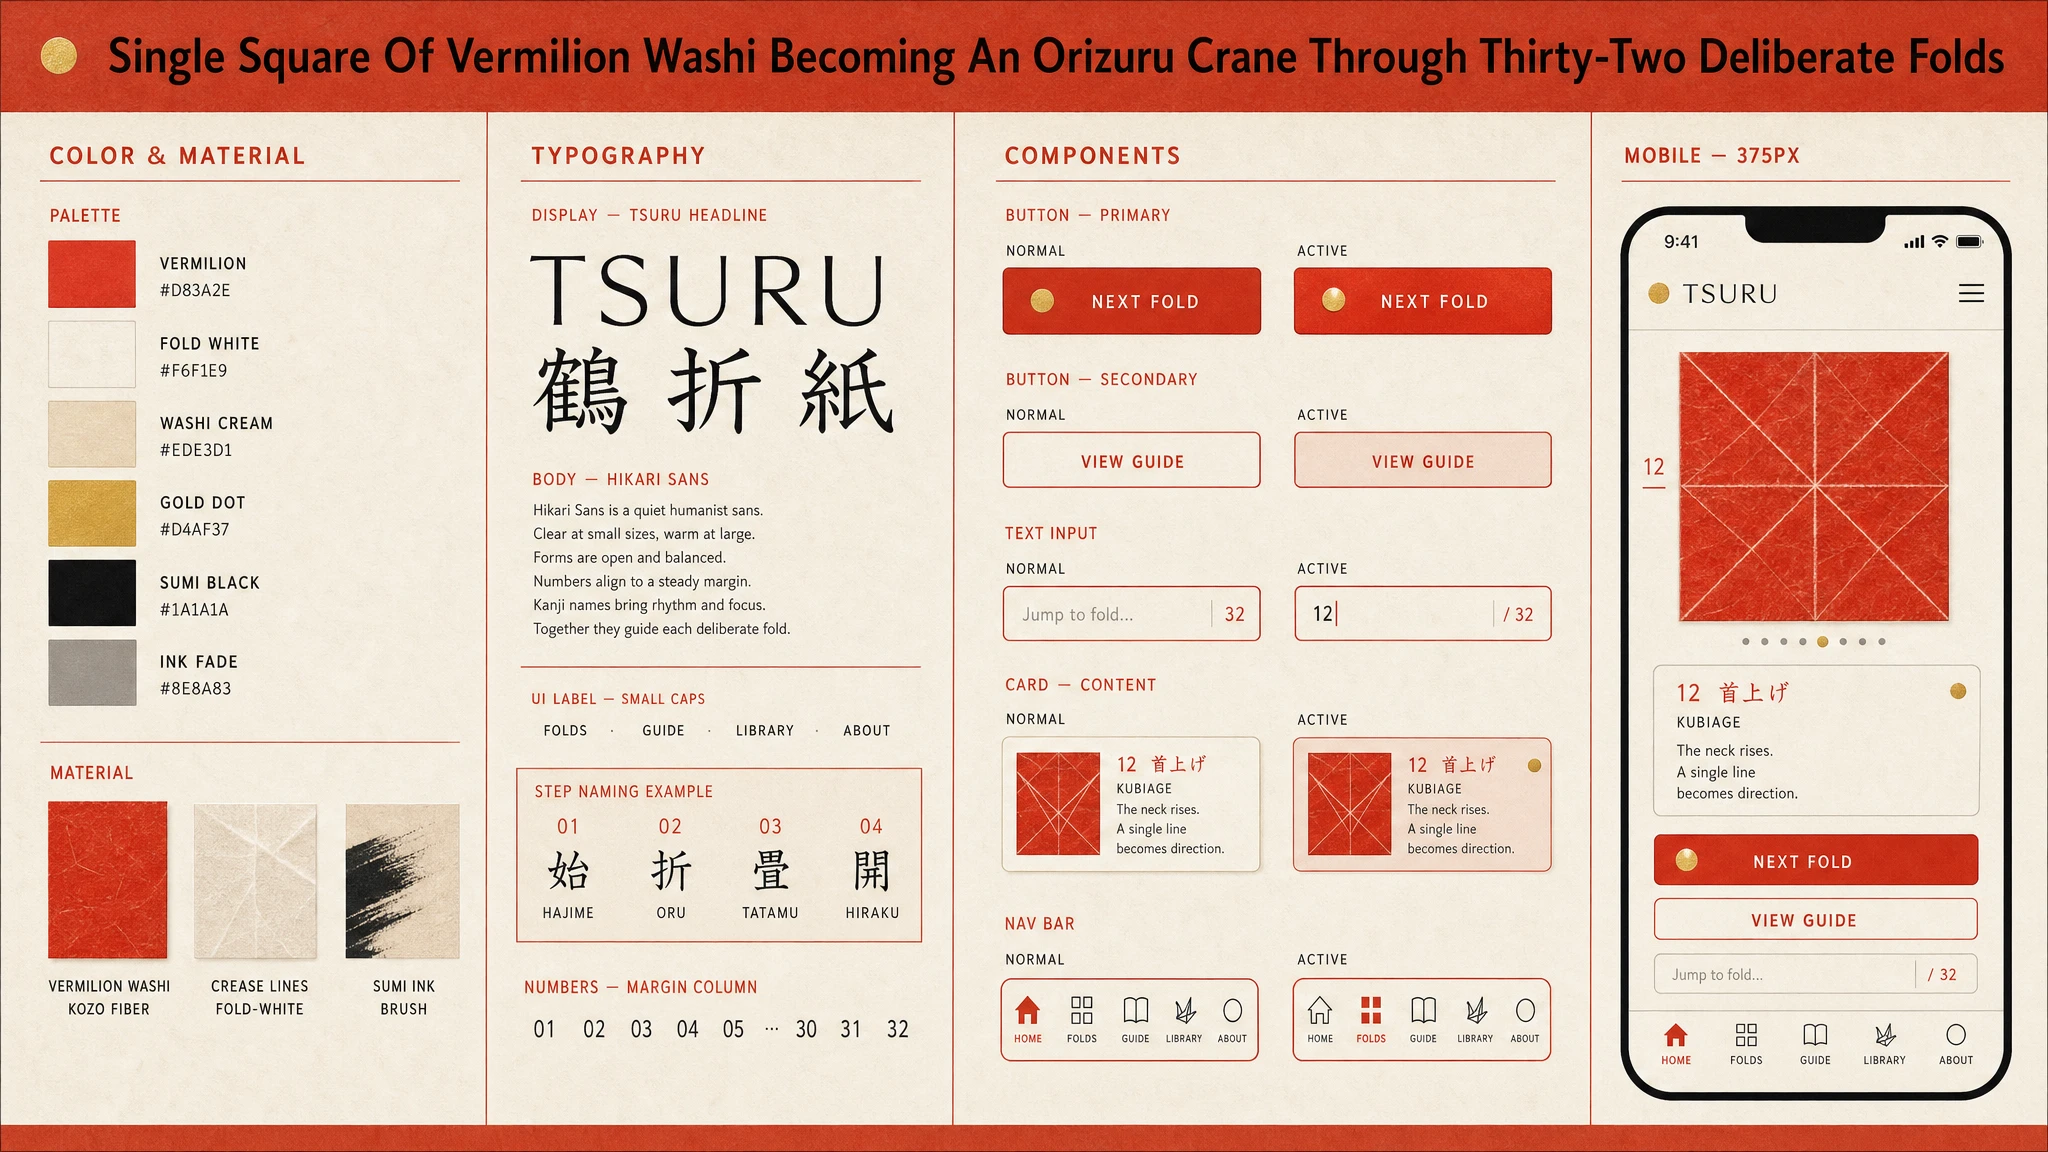 Single Square Of Vermilion Washi Becoming An Orizuru Crane Through Thirty-Two Deliberate Folds
COLOR & MATERIAL
PALETTE
VERMILION
#D83A2E
FOLD WHITE
#F6F1E9
WASHI CREAM
#EDE3D1
GOLD DOT
#D4AF37
SUMI BLACK
#1A1A1A
INK FADE
#8E8A83
MATERIAL
VERMILION WASHI
KOZO FIBER
CREASE LINES
FOLD-WHITE
SUMI INK
BRUSH
TYPOGRAPHY
DISPLAY — TSURU HEADLINE
TSURU
鶴折紙
BODY — HIKARI SANS
Hikari Sans is a quiet humanist sans.
Clear at small sizes, warm at large.
Forms are open and balanced.
Numbers align to a steady margin.
Kanji names bring rhythm and focus.
Together they guide each deliberate fold.
UI LABEL — SMALL CAPS
FOLDS · GUIDE · LIBRARY · ABOUT
STEP NAMING EXAMPLE
01 02 03 04
始 折 畳 開
HAJIME ORU TATAMU HIRAKU
NUMBERS — MARGIN COLUMN
01 02 03 04 05 ··· 30 31 32
COMPONENTS
BUTTON — PRIMARY
NORMAL
NEXT FOLD
ACTIVE
NEXT FOLD
BUTTON — SECONDARY
NORMAL
VIEW GUIDE
ACTIVE
VIEW GUIDE
TEXT INPUT
NORMAL
Jump to fold... 32
ACTIVE
12 / 32
CARD — CONTENT
NORMAL
12 首上げ
KUBIAGE
The neck rises.
A single line
becomes direction.
ACTIVE
12 首上げ
KUBIAGE
The neck rises.
A single line
becomes direction.
NAV BAR
NORMAL
HOME FOLDS GUIDE LIBRARY ABOUT
ACTIVE
HOME FOLDS GUIDE LIBRARY ABOUT
MOBILE — 375PX
9:41
TSURU
12
12 首上げ
KUBIAGE
The neck rises.
A single line
becomes direction.
NEXT FOLD
VIEW GUIDE
Jump to fold... / 32
HOME FOLDS GUIDE LIBRARY ABOUT